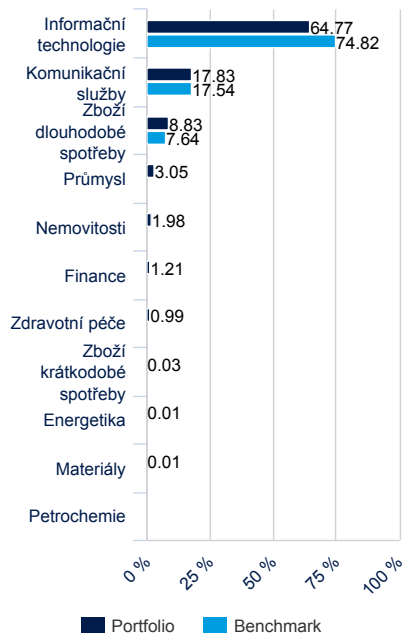 Informační
technologie
64.77
74.82
Komunikační
služby
17.83
17.54
Zboží
dlouhodobé
spotřeby
8.83
7.64
Průmysl
3.05
Nemovitosti
1.98
Finance
1.21
Zdravotní péče
0.99
Zboží
krátkodobé
spotřeby
0.03
Energetika
0.01
Materiály
0.01
Petrochemie
0 %
25 %
50 %
75 %
100 %
Portfolio
Benchmark